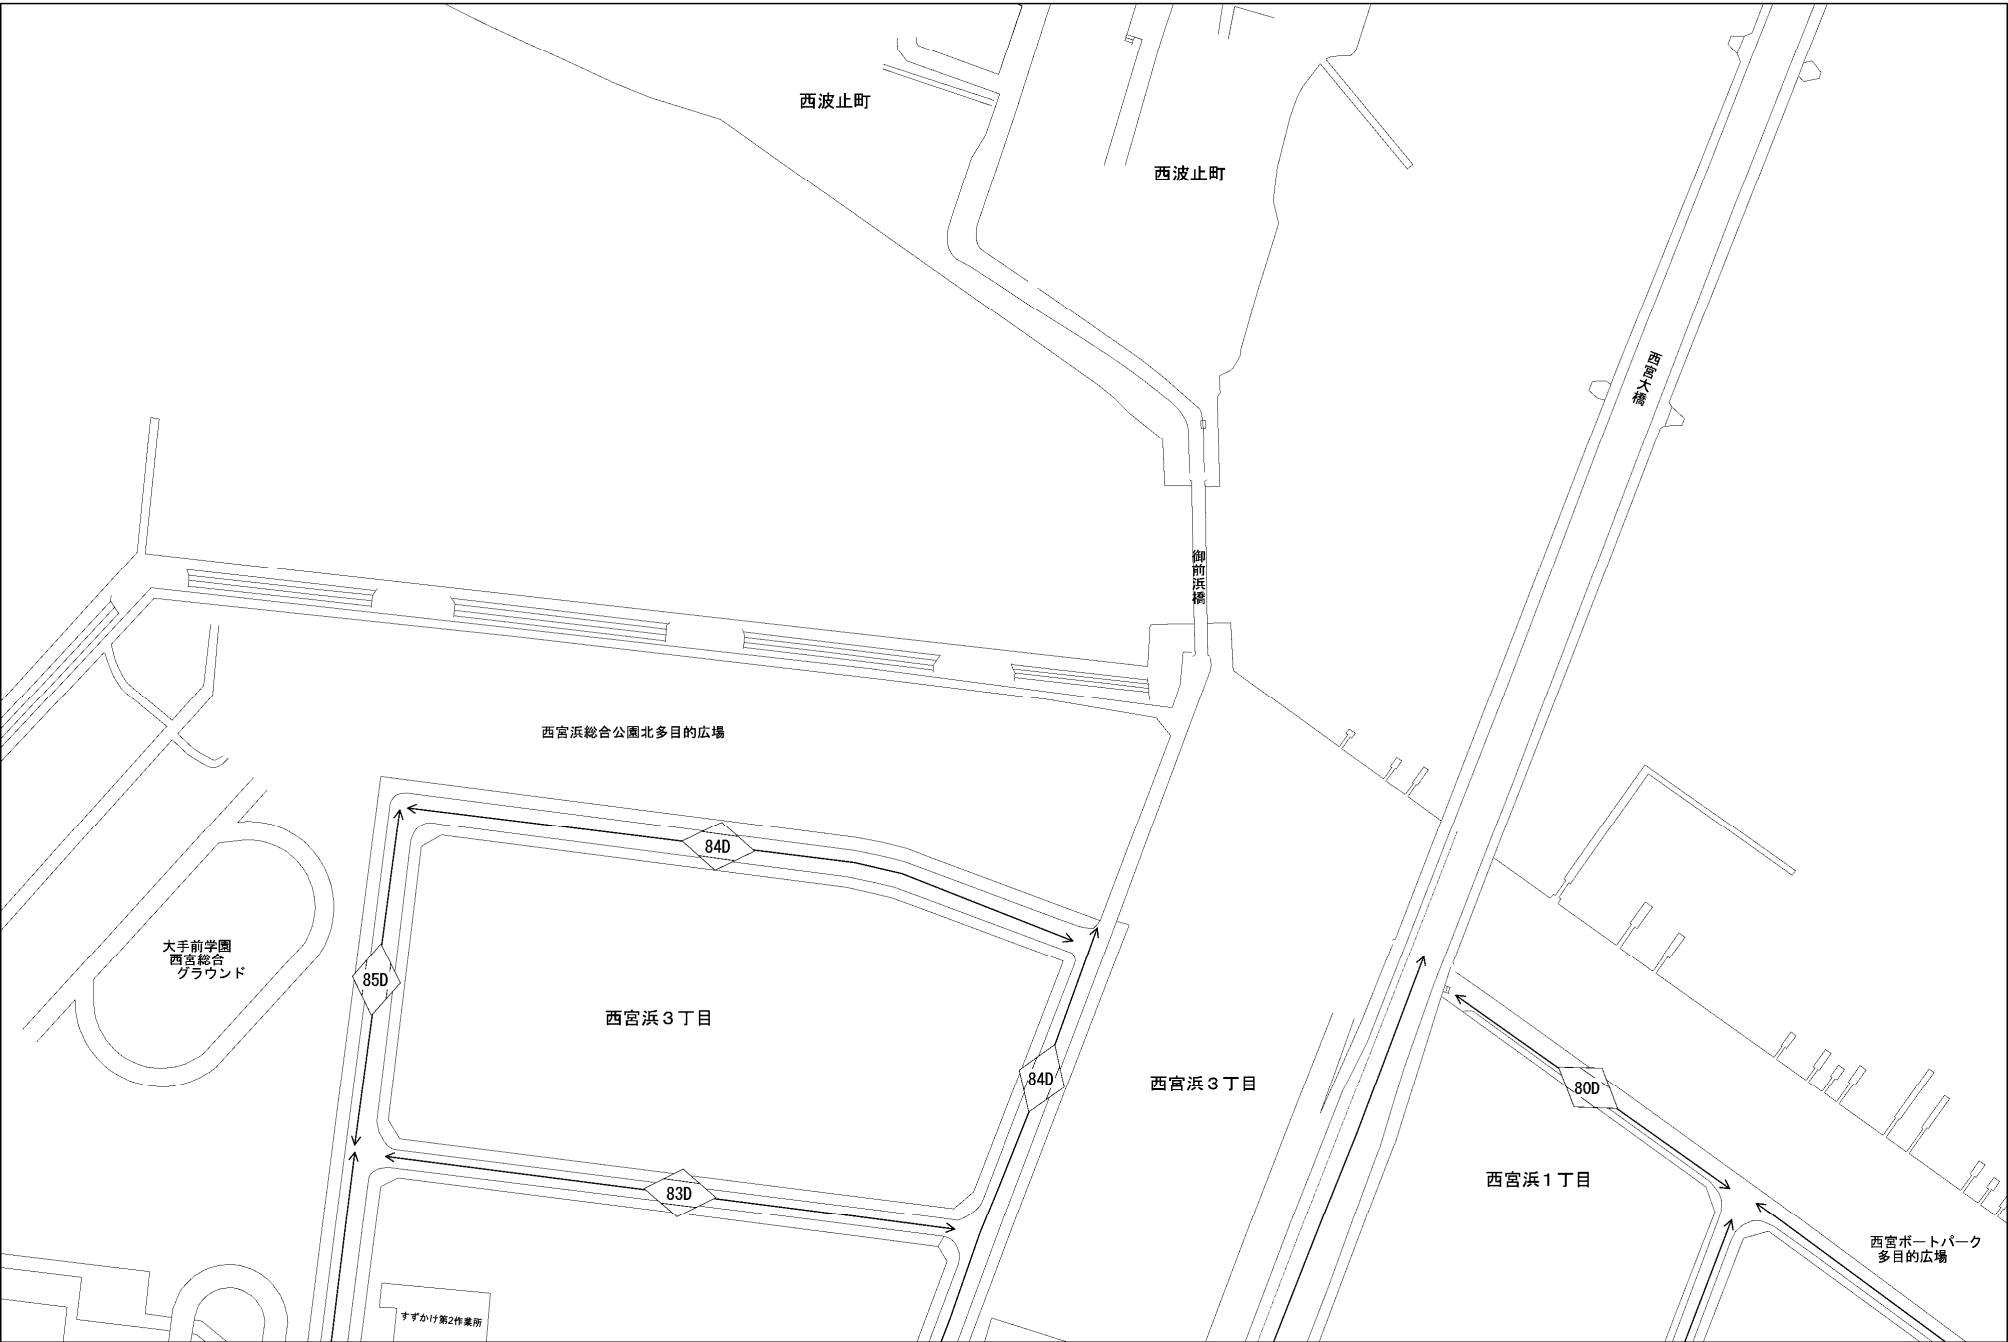 西波止町
西波止町
西宮大橋
御前浜橋
西宮浜総合公園北多目的広場
84D
大手前学園
西宮総合
グラウンド
85D
西宮浜３丁目
84D
西宮浜３丁目
80D
西宮浜１丁目
83D
西宮ボートパーク
多目的広場
すずかけ第2作業所